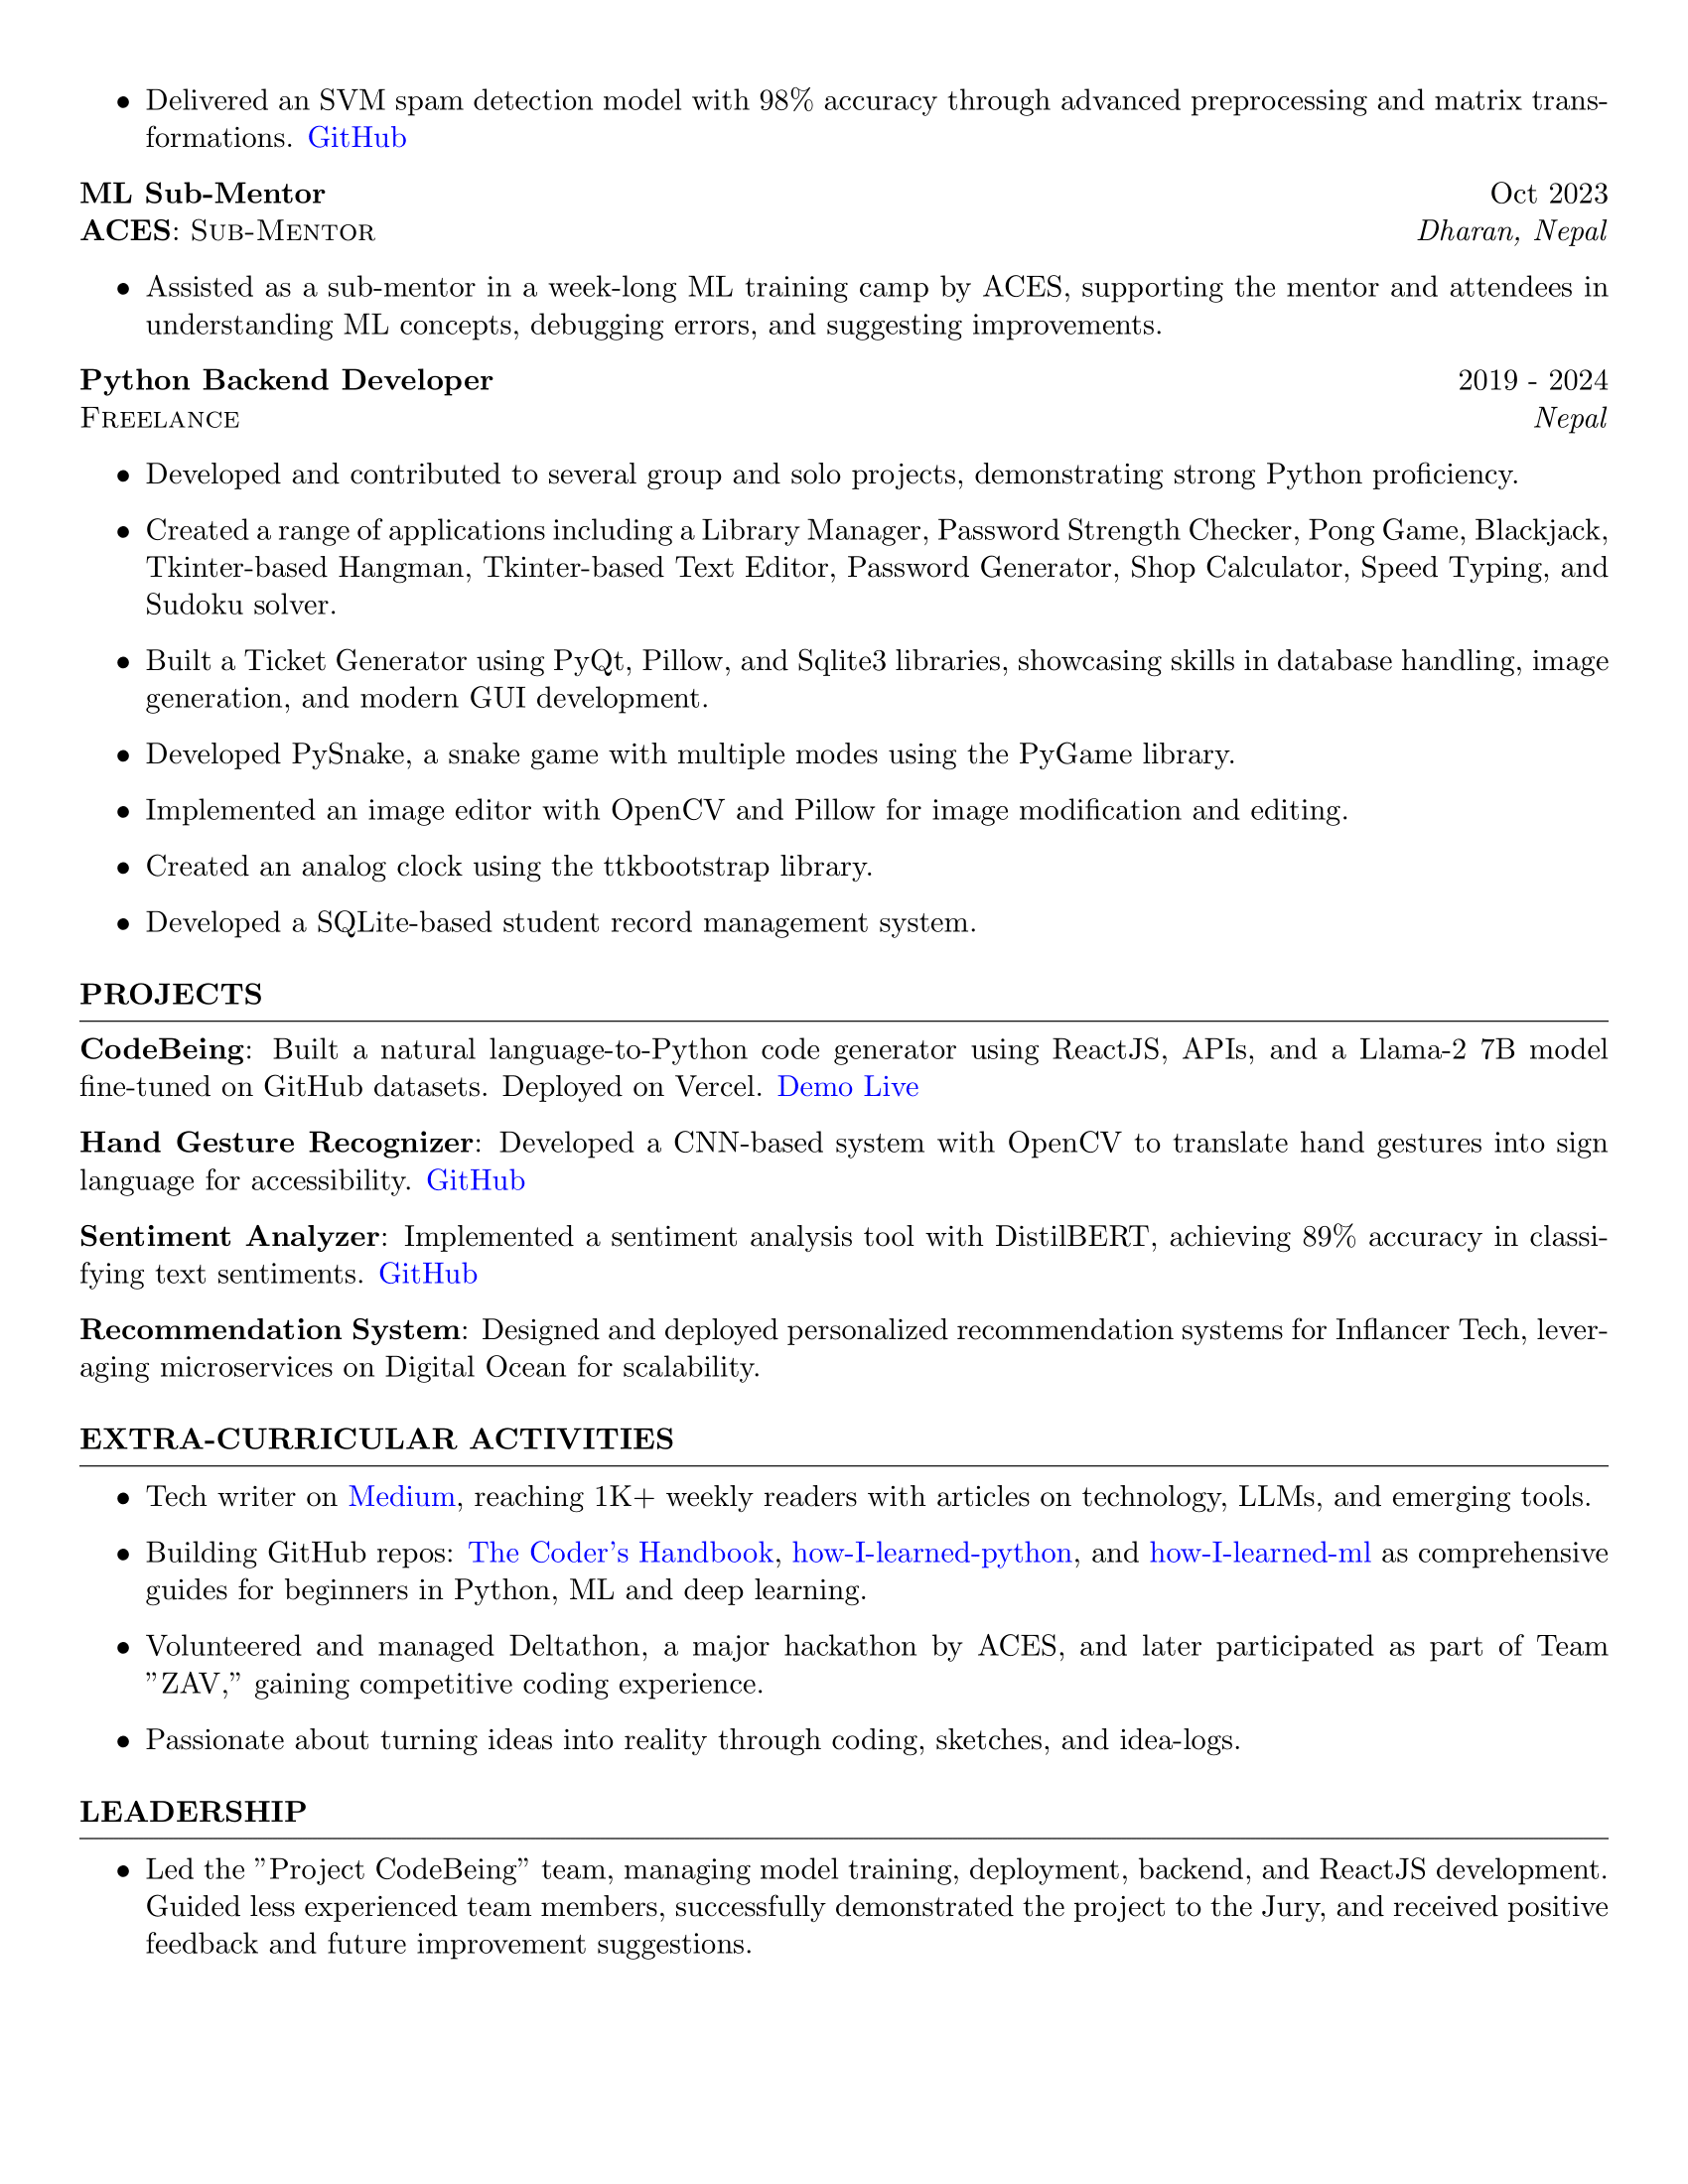 • Delivered an SVM spam detection model with 98% accuracy through advanced preprocessing and matrix trans-
formations. GitHub
ML Sub-Mentor Oct 2023
ACES: Sub-Mentor Dharan, Nepal
• Assisted as a sub-mentor in a week-long ML training camp by ACES, supporting the mentor and attendees in
understanding ML concepts, debugging errors, and suggesting improvements.
Python Backend Developer 2019 - 2024
Freelance Nepal
• Developed and contributed to several group and solo projects, demonstrating strong Python proficiency.
• Created a range of applications including a Library Manager, Password Strength Checker, Pong Game, Blackjack,
Tkinter-based Hangman, Tkinter-based Text Editor, Password Generator, Shop Calculator, Speed Typing, and
Sudoku solver.
• Built a Ticket Generator using PyQt, Pillow, and Sqlite3 libraries, showcasing skills in database handling, image
generation, and modern GUI development.
• Developed PySnake, a snake game with multiple modes using the PyGame library.
• Implemented an image editor with OpenCV and Pillow for image modification and editing.
• Created an analog clock using the ttkbootstrap library.
• Developed a SQLite-based student record management system.
PROJECTS
CodeBeing: Built a natural language-to-Python code generator using ReactJS, APIs, and a Llama-2 7B model
fine-tuned on GitHub datasets. Deployed on Vercel. Demo Live
Hand Gesture Recognizer: Developed a CNN-based system with OpenCV to translate hand gestures into sign
language for accessibility. GitHub
Sentiment Analyzer: Implemented a sentiment analysis tool with DistilBERT, achieving 89% accuracy in classi-
fying text sentiments. GitHub
Recommendation System: Designed and deployed personalized recommendation systems for Inflancer Tech, lever-
aging microservices on Digital Ocean for scalability.
EXTRA-CURRICULAR ACTIVITIES
• Tech writer on Medium, reaching 1K+ weekly readers with articles on technology, LLMs, and emerging tools.
• Building GitHub repos: The Coder's Handbook, how-I-learned-python, and how-I-learned-ml as comprehensive
guides for beginners in Python, ML and deep learning.
• Volunteered and managed Deltathon, a major hackathon by ACES, and later participated as part of Team
”ZAV,” gaining competitive coding experience.
• Passionate about turning ideas into reality through coding, sketches, and idea-logs.
LEADERSHIP
• Led the ”Project CodeBeing” team, managing model training, deployment, backend, and ReactJS development.
Guided less experienced team members, successfully demonstrated the project to the Jury, and received positive
feedback and future improvement suggestions.